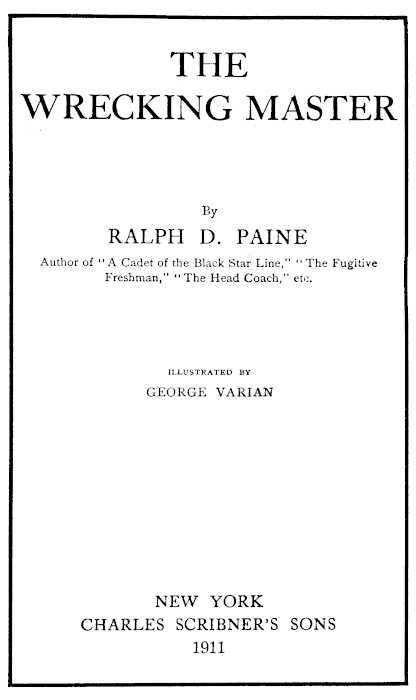 THE
WRECKING MASTER
By
RALPH D. PAINE
Author of "A Cadet of the Black Star Line," "The Fugitive
Freshman," "The Head Coach," etc.
ILLUSTRATED BY
GEORGE VARIAN
NEW YORK
CHARLES SCRIBNER'S SONS
1911